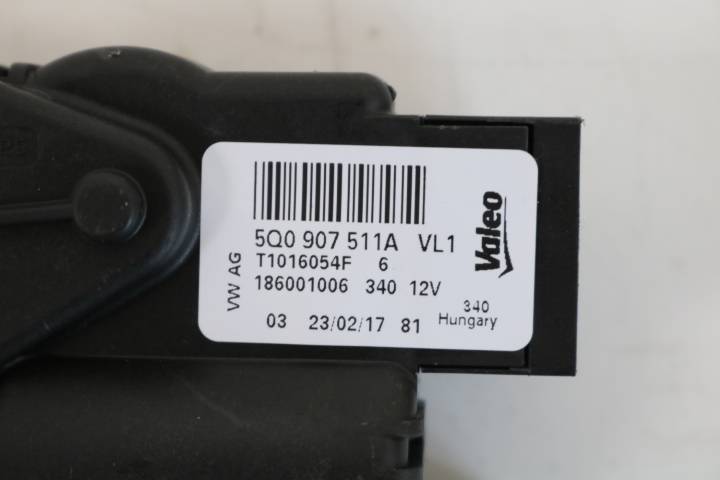 5Q0 907 511A VL1
T1016054F 6
186001006 340 12V
03 23/02/17 81
VW AG
Valeo
340
Hungary